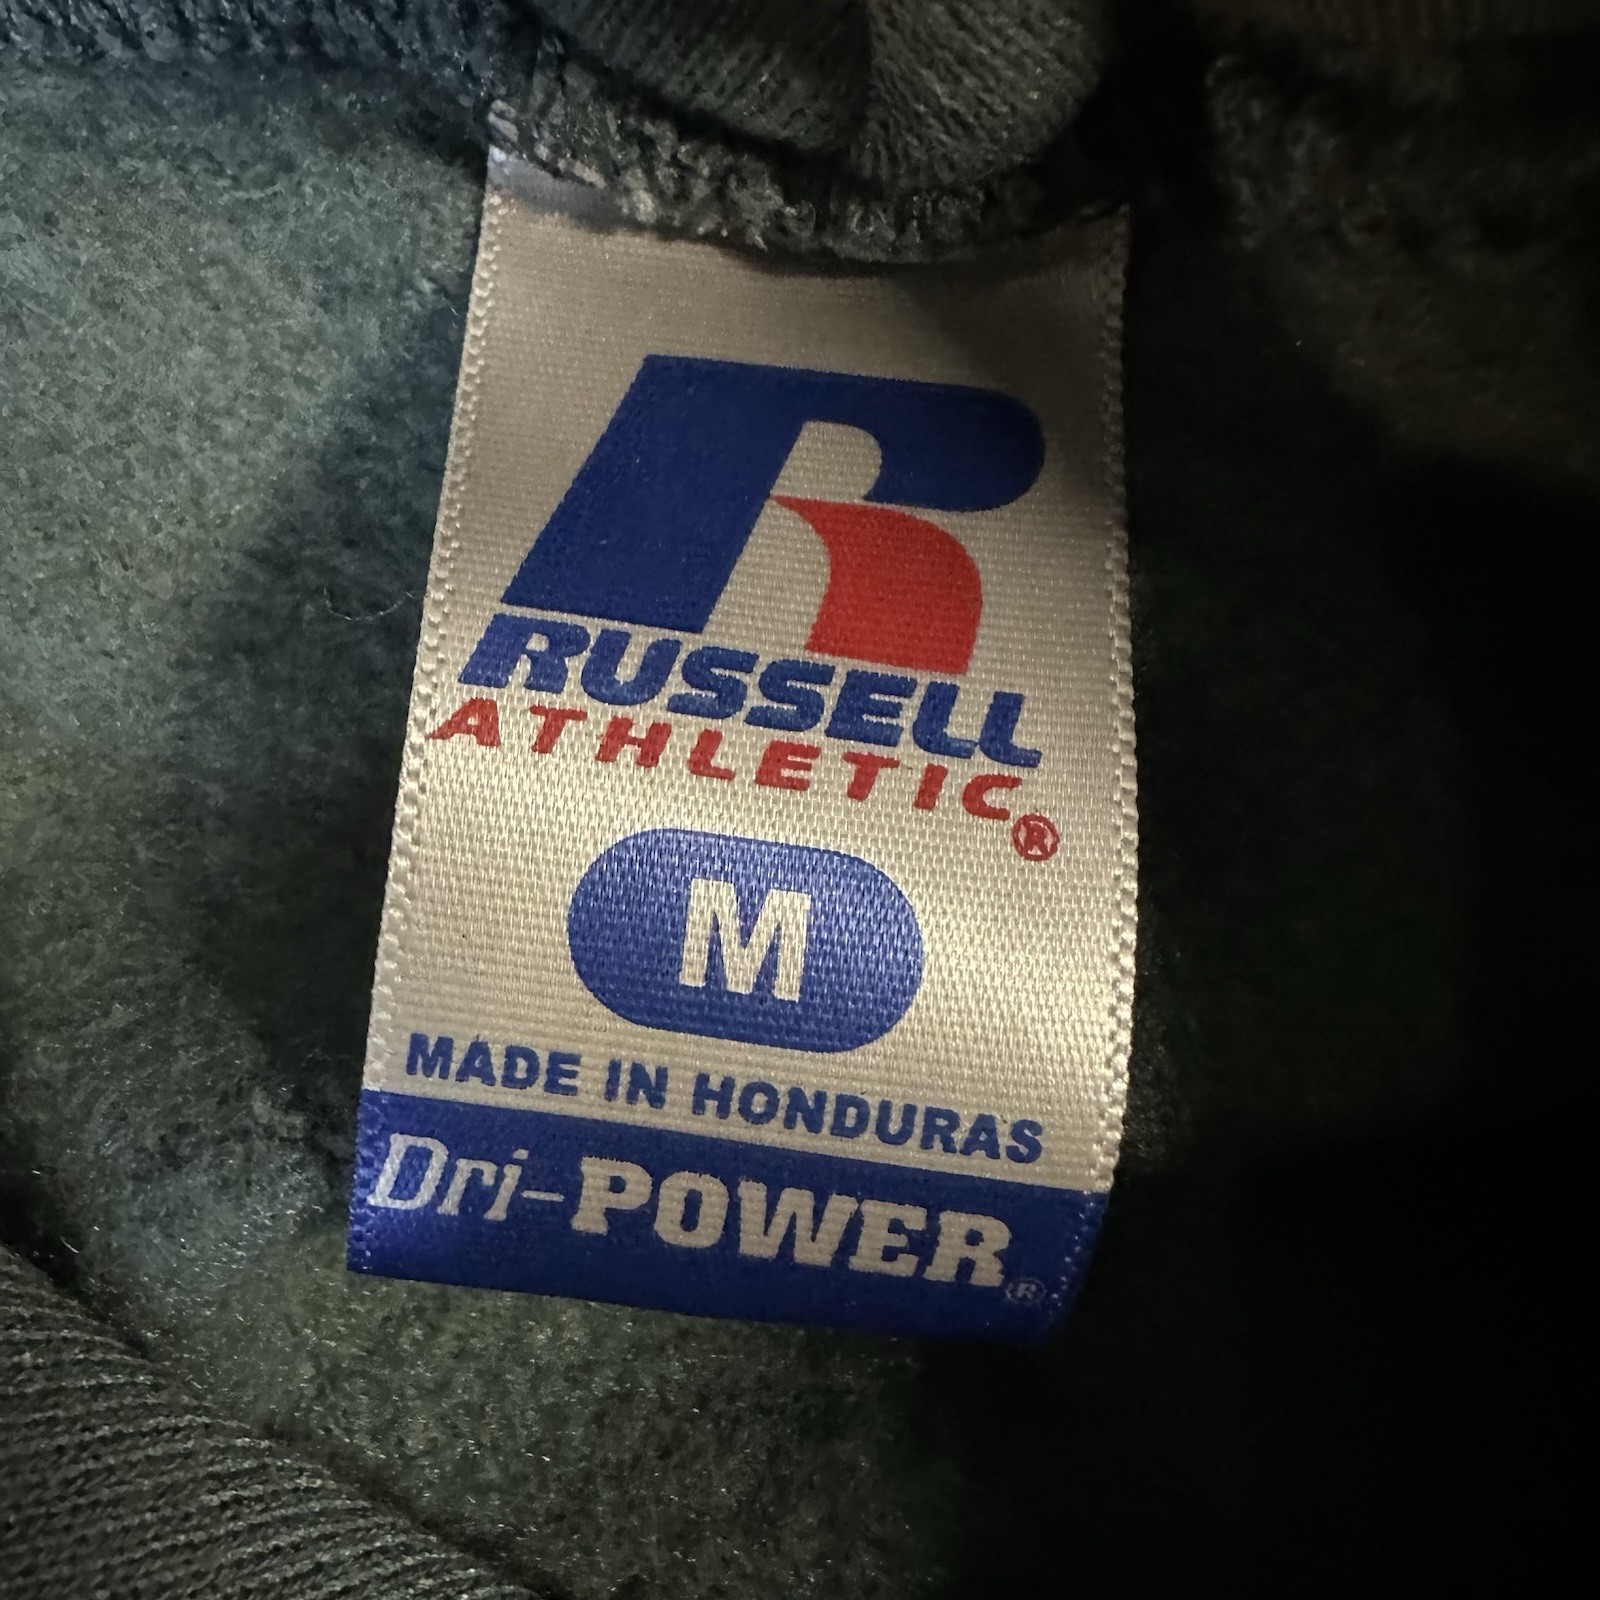 RUSSELL
ATHLETIC®
M
MADE IN HONDURAS
Dri-POWER®